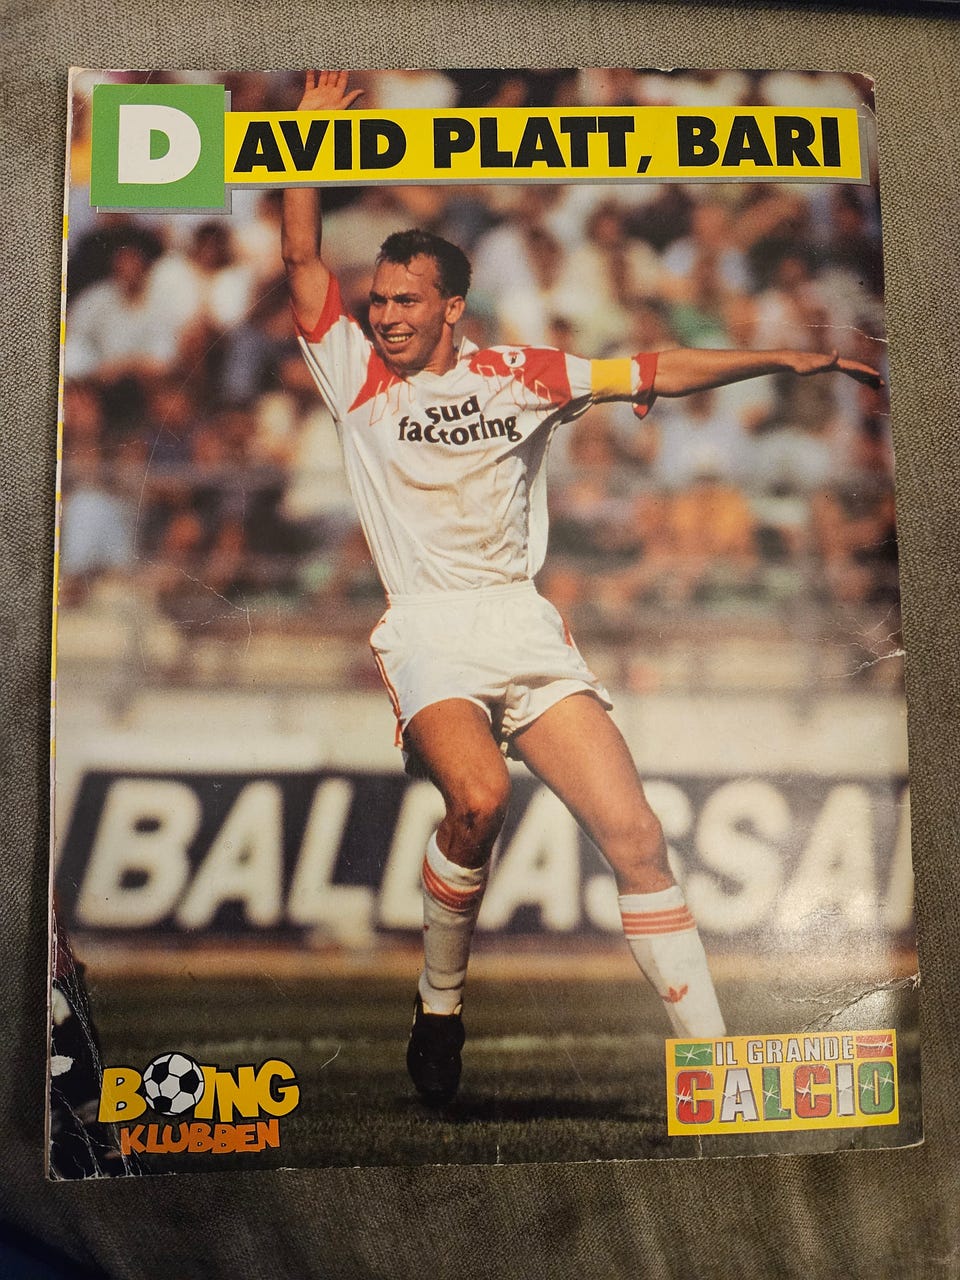 DAVID PLATT, BARI
sud
factoring
BALDASSA
BOING
KLUBBEN
IL GRANDE
CALCIO